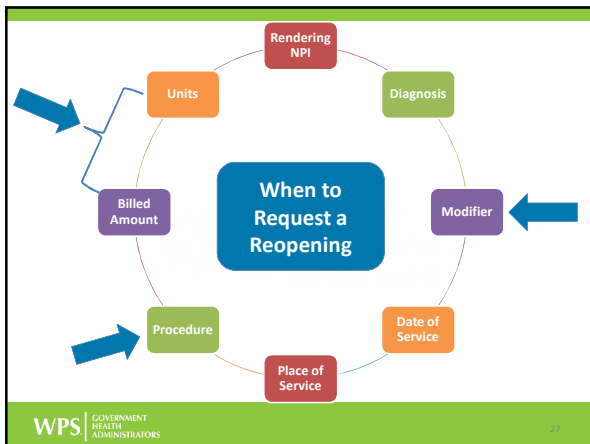 Rendering
NPI
Units
Diagnosis
When to
Request a
Reopening
Billed
Amount
Modifier
Procedure
Date of
Service
Place of
Service
WPS
GOVERNMENT
HEALTH
ADMINISTRATORS
27